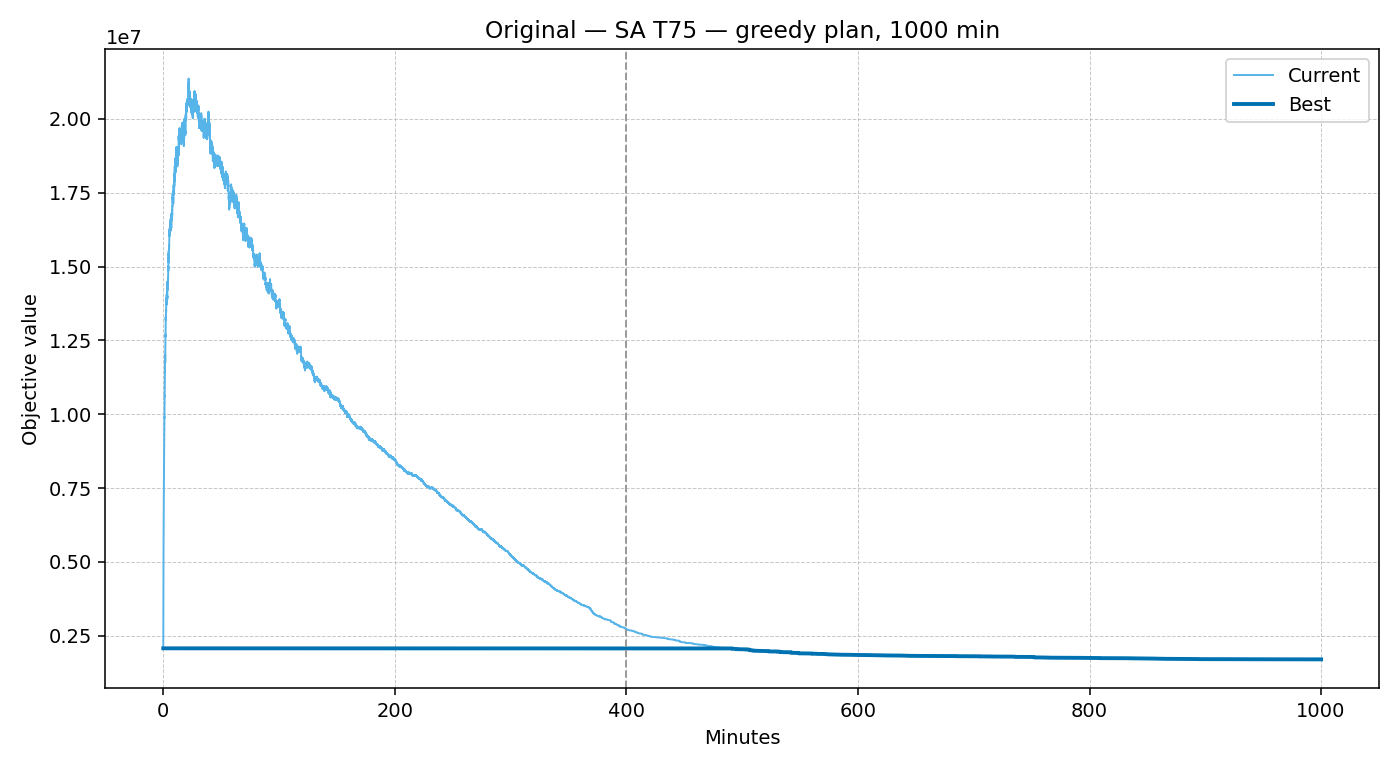 Original — SA T75 — greedy plan, 1000 min
1e7
Current
Best
2.00
1.75
1.50
1.25
1.00
0.75
0.50
0.25
Objective value
0 200 400 600 800 1000
Minutes